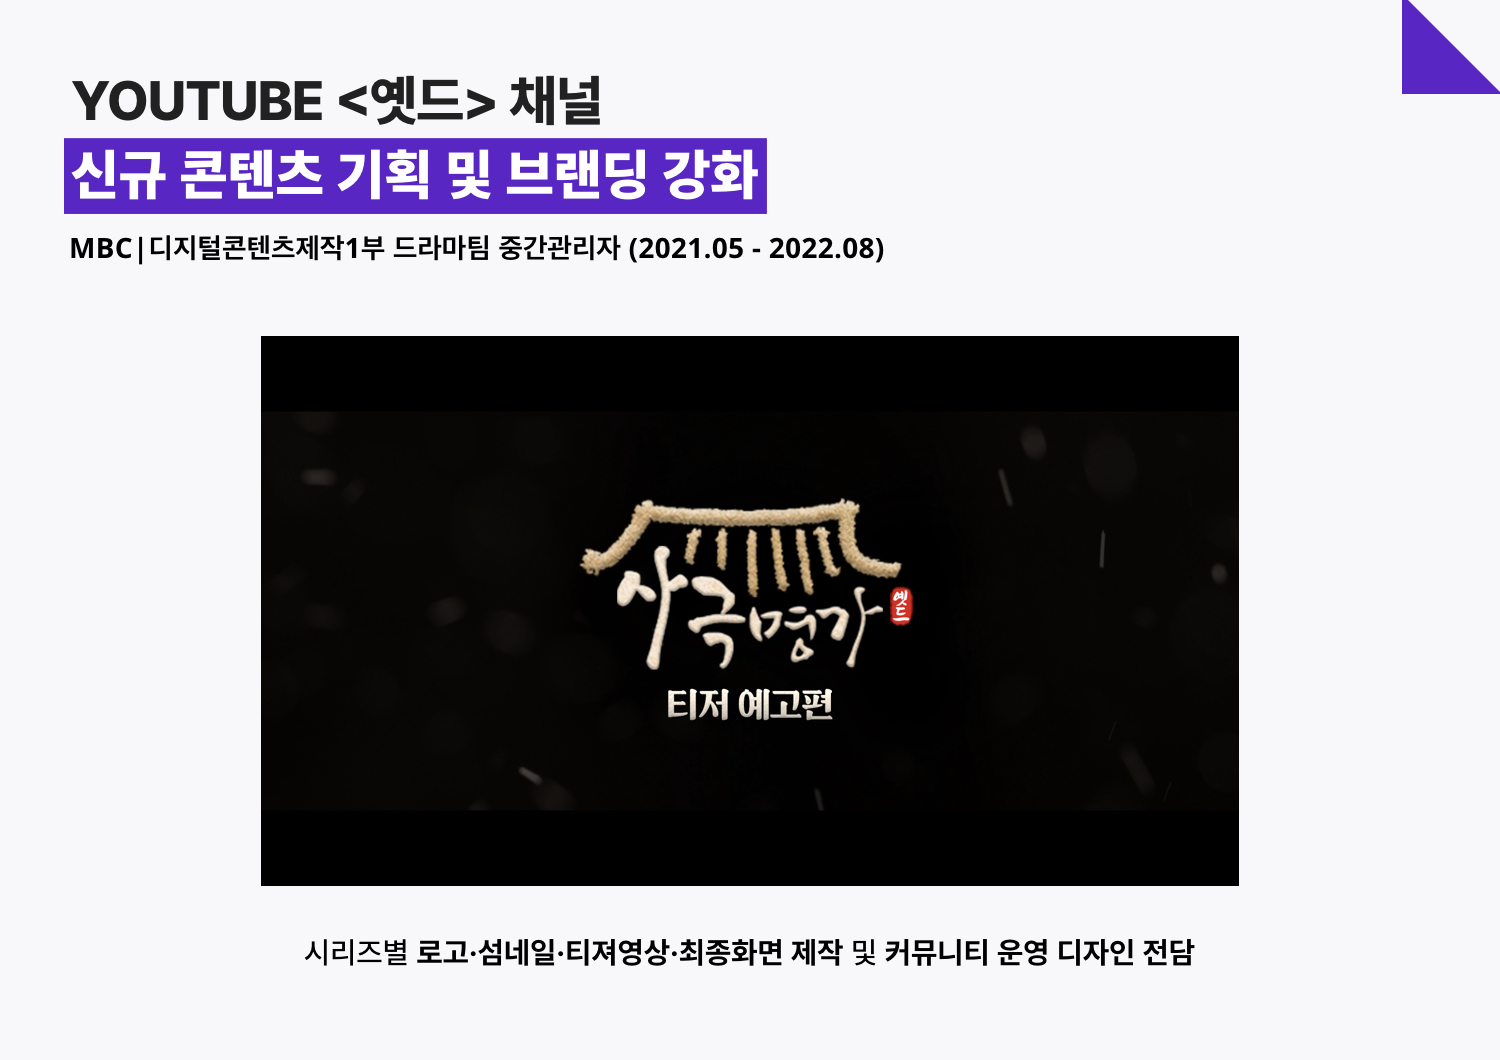 YOUTUBE <옛드> 채널
신규 콘텐츠 기획 및 브랜딩 강화
MBC|디지털콘텐츠제작1부 드라마팀 중간관리자 (2021.05 - 2022.08)
사극명가
옛드
티저 예고편
시리즈별 로고·섬네일·티져영상·최종화면 제작 및 커뮤니티 운영 디자인 전담